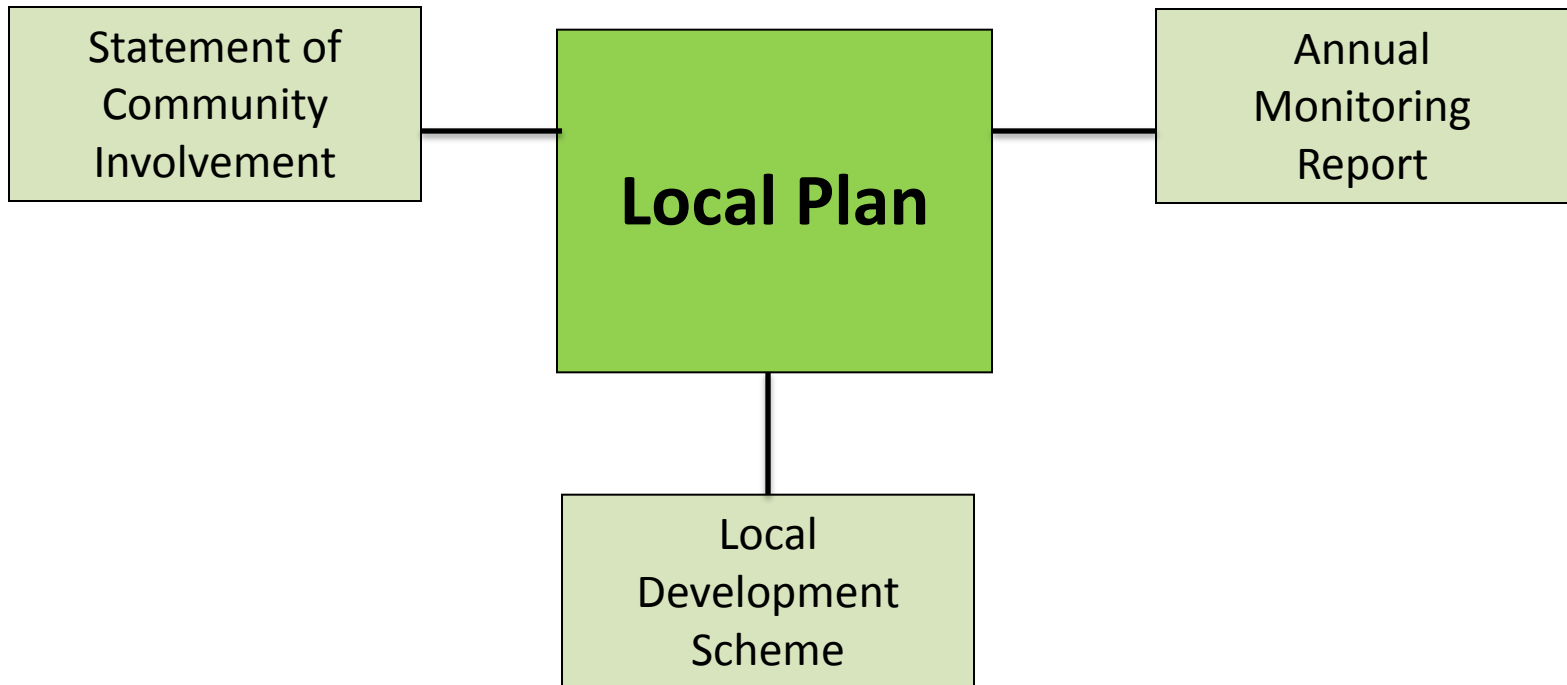 Statement of
Community
Involvement
Local Plan
Annual
Monitoring
Report
Local
Development
Scheme